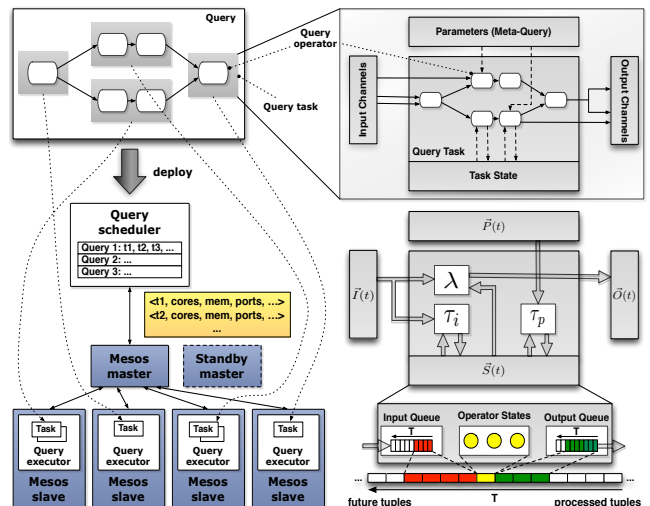 Query
Query
operator
Query task
Parameters (Meta-Query)
Input Channels
Output Channels
Query Task
Task State
deploy
Query
scheduler
Query 1: t1, t2, t3, ...
Query 2: ...
Query 3: ...
<t1, cores, mem, ports, ...>
<t2, cores, mem, ports, ...>
...
Mesos
master
Standby
master
Task
Query
executor
Mesos
slave
Task
Query
executor
Mesos
slave
Task
Query
executor
Mesos
slave
Task
Query
executor
Mesos
slave
P⃗(t)
I⃗(t)
λ
O⃗(t)
τi
τp
S⃗(t)
Input Queue
Operator States
Output Queue
T
T
...
...
T
future tuples
processed tuples